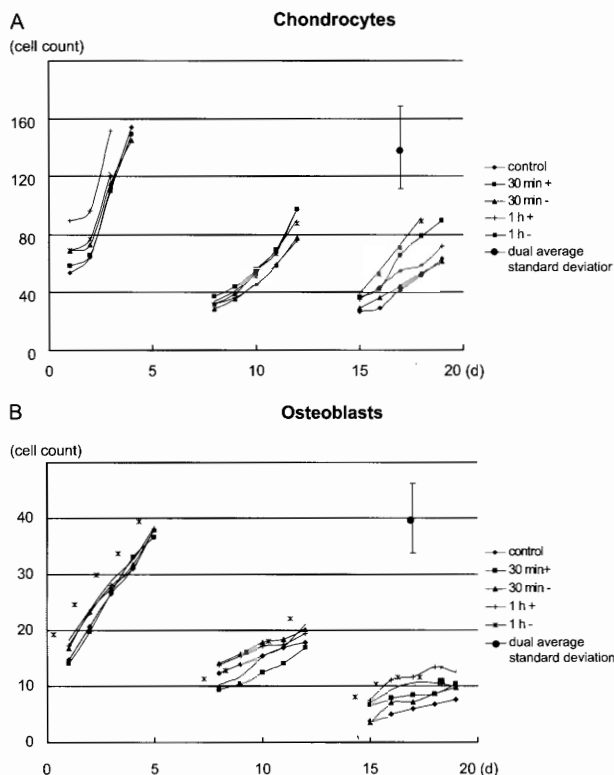 A
Chondrocytes
(cell count)
160
120
80
40
0
0
5
10
15
20 (d)
control
30 min +
30 min -
1 h +
1 h -
dual average
standard deviatior
B
Osteoblasts
(cell count)
40
30
20
10
0
0
5
10
15
20 (d)
control
30 min+
30 min -
1 h +
1 h -
dual average
standard deviation